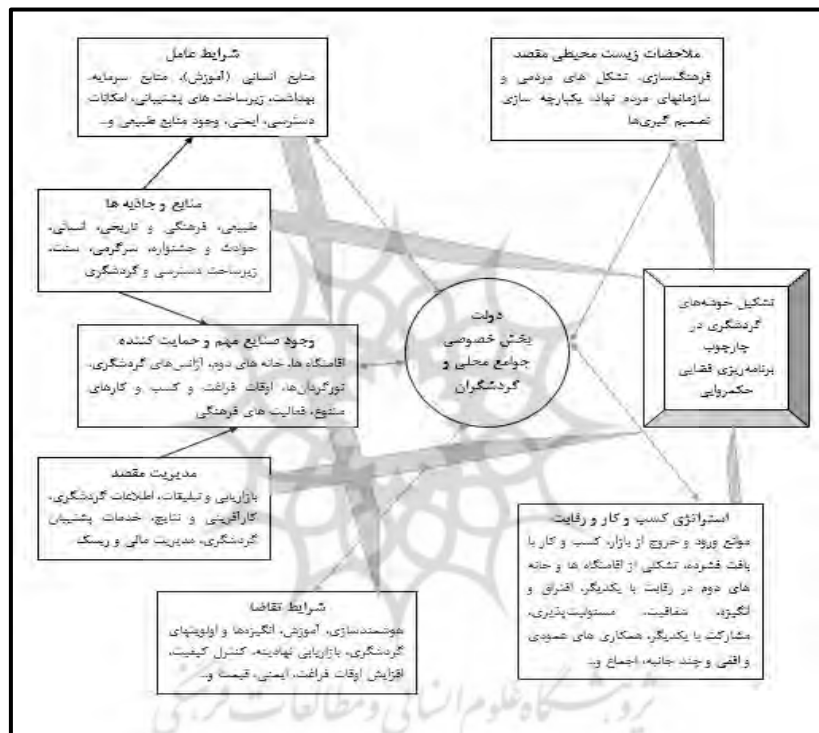 شرایط عامل
منابع انسانی (آموزش)، منابع سرمایه،
بهداشت، زیرساخت های پشتیبانی، امکانات
دسترسی، ایمنی، وجود منابع طبیعی و...
ملاحضات زیست محیطی مقصد
فرهنگ‌سازی، تشکل های مردمی و
سازمانهای مردم نهاد، یکپارچه سازی
تصمیم گیری‌ها
منابع و جاذبه ها
طبیعی، فرهنگی و تاریخی، انسانی،
حوادث و جشنواره، سرگرمی، سنت،
زیرساخت دسترسی و گردشگری
وجود صنایع مهم و حمایت کننده
اقامتگاه ها، خانه های دوم، آژانس‌های گردشگری،
تورگردان‌ها، اوقات فراغت و کسب و کارهای
متنوع، فعالیت های فرهنگی
دولت
بخش خصوصی
جوامع محلی و
گردشگران
تشکیل خوشه‌های
گردشگری در
چارچوب
برنامه‌ریزی فضایی
حکمروایی
مدیریت مقصد
بازاریابی و تبلیغات، اطلاعات گردشگری،
کارآفرینی و نتایج، خدمات پشتیبان
گردشگری، مدیریت مالی و ریسک
استراتژی کسب و کار و رقابت
موانع ورود و خروج از بازار، کسب و کار با
بافت فشرده، تشکلی از اقامتگاه ها و خانه
های دوم در رقابت با یکدیگر، افتراق و
انگیزه، شفافیت، مسئولیت‌پذیری،
مشارکت با یکدیگر، همکاری های عمودی
و افقی و چند جانبه، اجماع و...
شرایط تقاضا
هوشمندسازی، آموزش، انگیزه‌ها و اولویتهای
گردشگری، بازاریابی نهادینه، کنترل کیفیت،
افزایش اوقات فراغت، ایمنی، قیمت و...
پژوهشگاه علوم انسانی و مطالعات فرهنگی